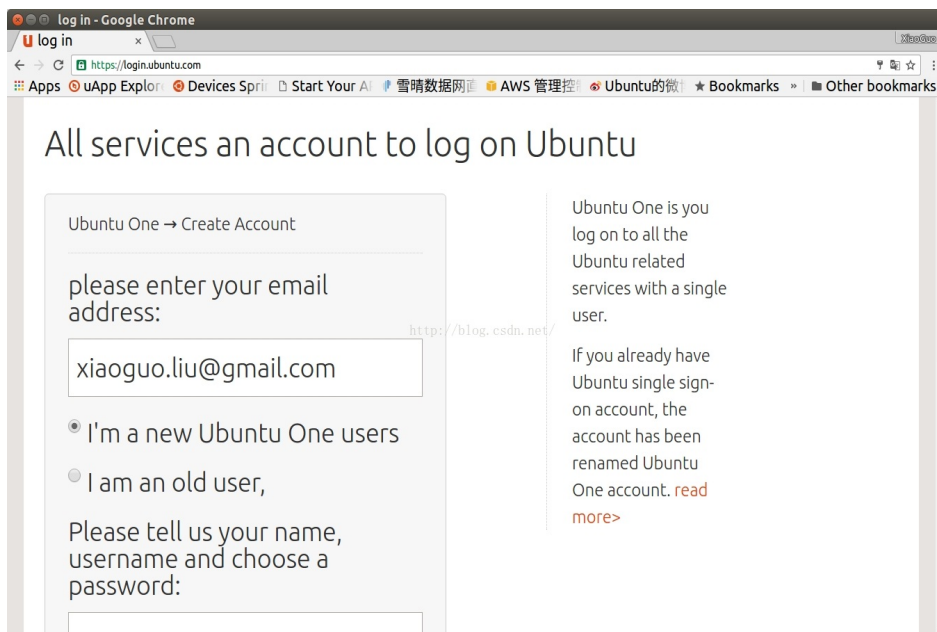 log in - Google Chrome
log in
XiaoGuo
https://login.ubuntu.com
Apps uApp Explor Devices Spri Start Your A 雪晴数据网 AWS 管理控 Ubuntu的微 Bookmarks » Other bookmarks
All services an account to log on Ubuntu
Ubuntu One → Create Account
please enter your email
address:
xiaoguo.liu@gmail.com
I'm a new Ubuntu One users
I am an old user,
Please tell us your name,
username and choose a
password:
Ubuntu One is you
log on to all the
Ubuntu related
services with a single
user.
If you already have
Ubuntu single sign-
on account, the
account has been
renamed Ubuntu
One account. read
more>
http://blog.csdn.net/